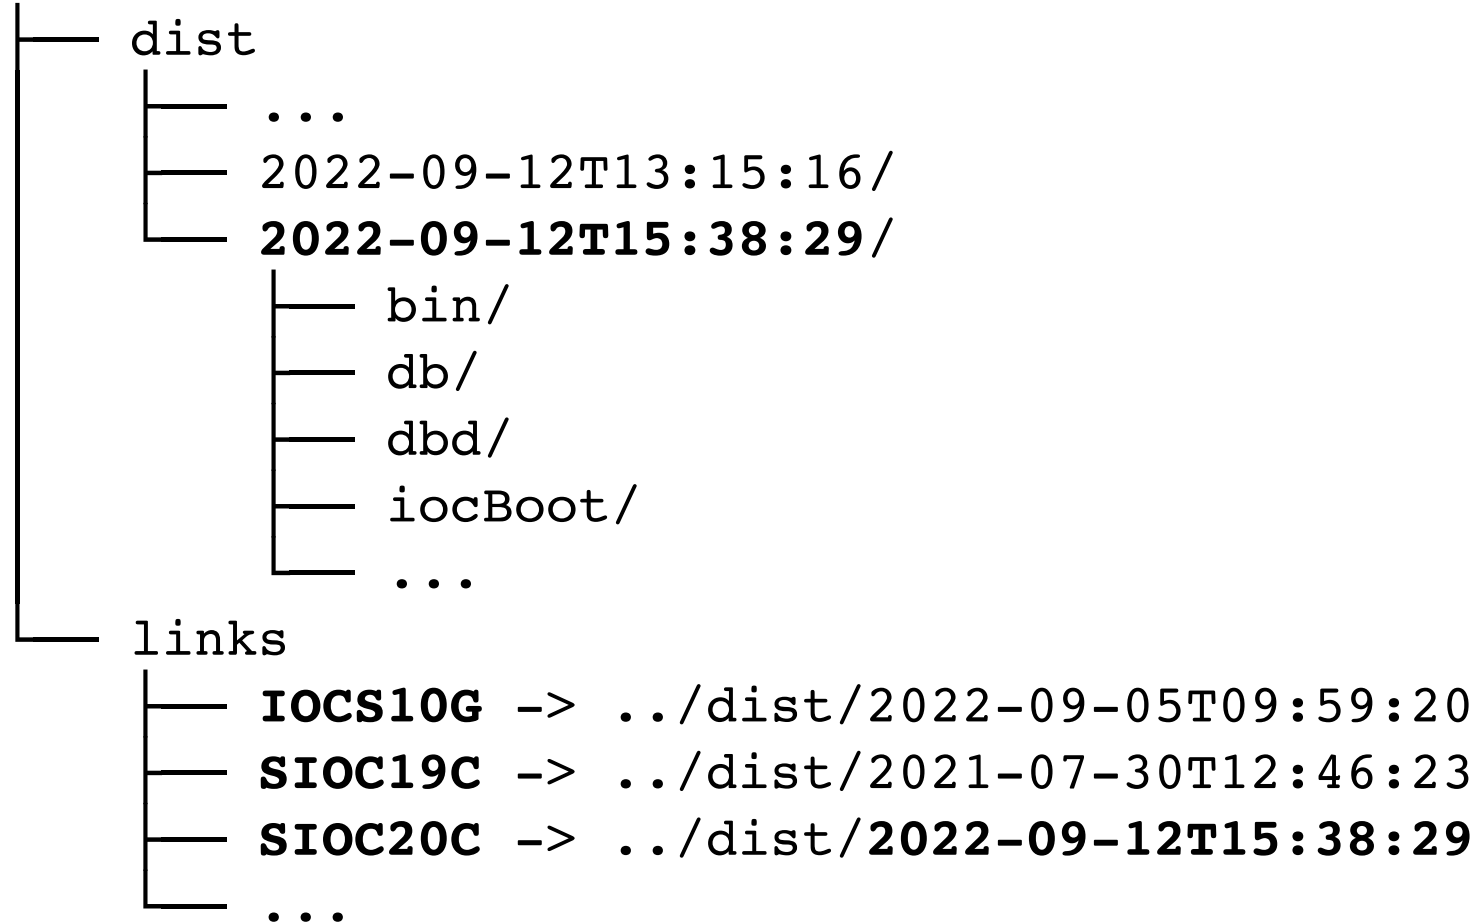 dist
...
2022-09-12T13:15:16/
2022-09-12T15:38:29/
bin/
db/
dbd/
iocBoot/
...
links
IOCS10G -> ../dist/2022-09-05T09:59:20
SIOC19C -> ../dist/2021-07-30T12:46:23
SIOC20C -> ../dist/2022-09-12T15:38:29
...